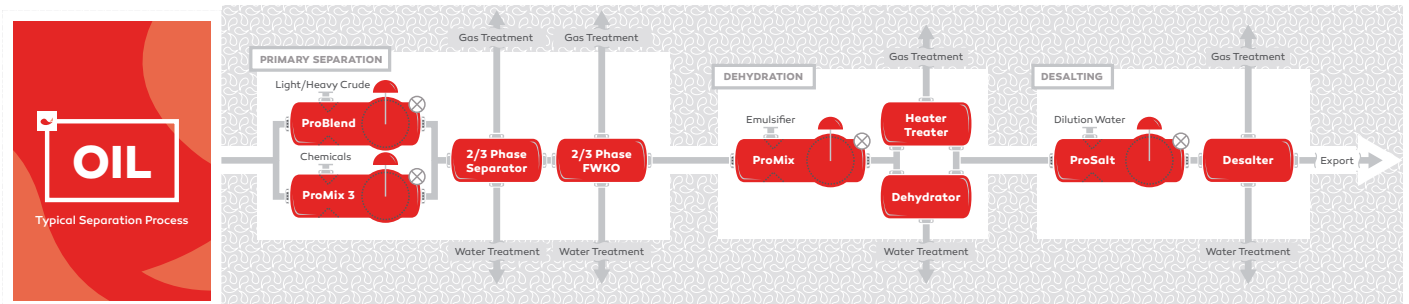 OIL
Typical Separation Process
PRIMARY SEPARATION
Light/Heavy Crude
ProBlend
Chemicals
ProMix 3
Gas Treatment
2/3 Phase
Separator
Water Treatment
Gas Treatment
2/3 Phase
FWKO
Water Treatment
DEHYDRATION
Emulsifier
ProMix
Gas Treatment
Heater
Treater
Dehydrator
Water Treatment
DESALTING
Dilution Water
ProSalt
Gas Treatment
Desalter
Water Treatment
Export